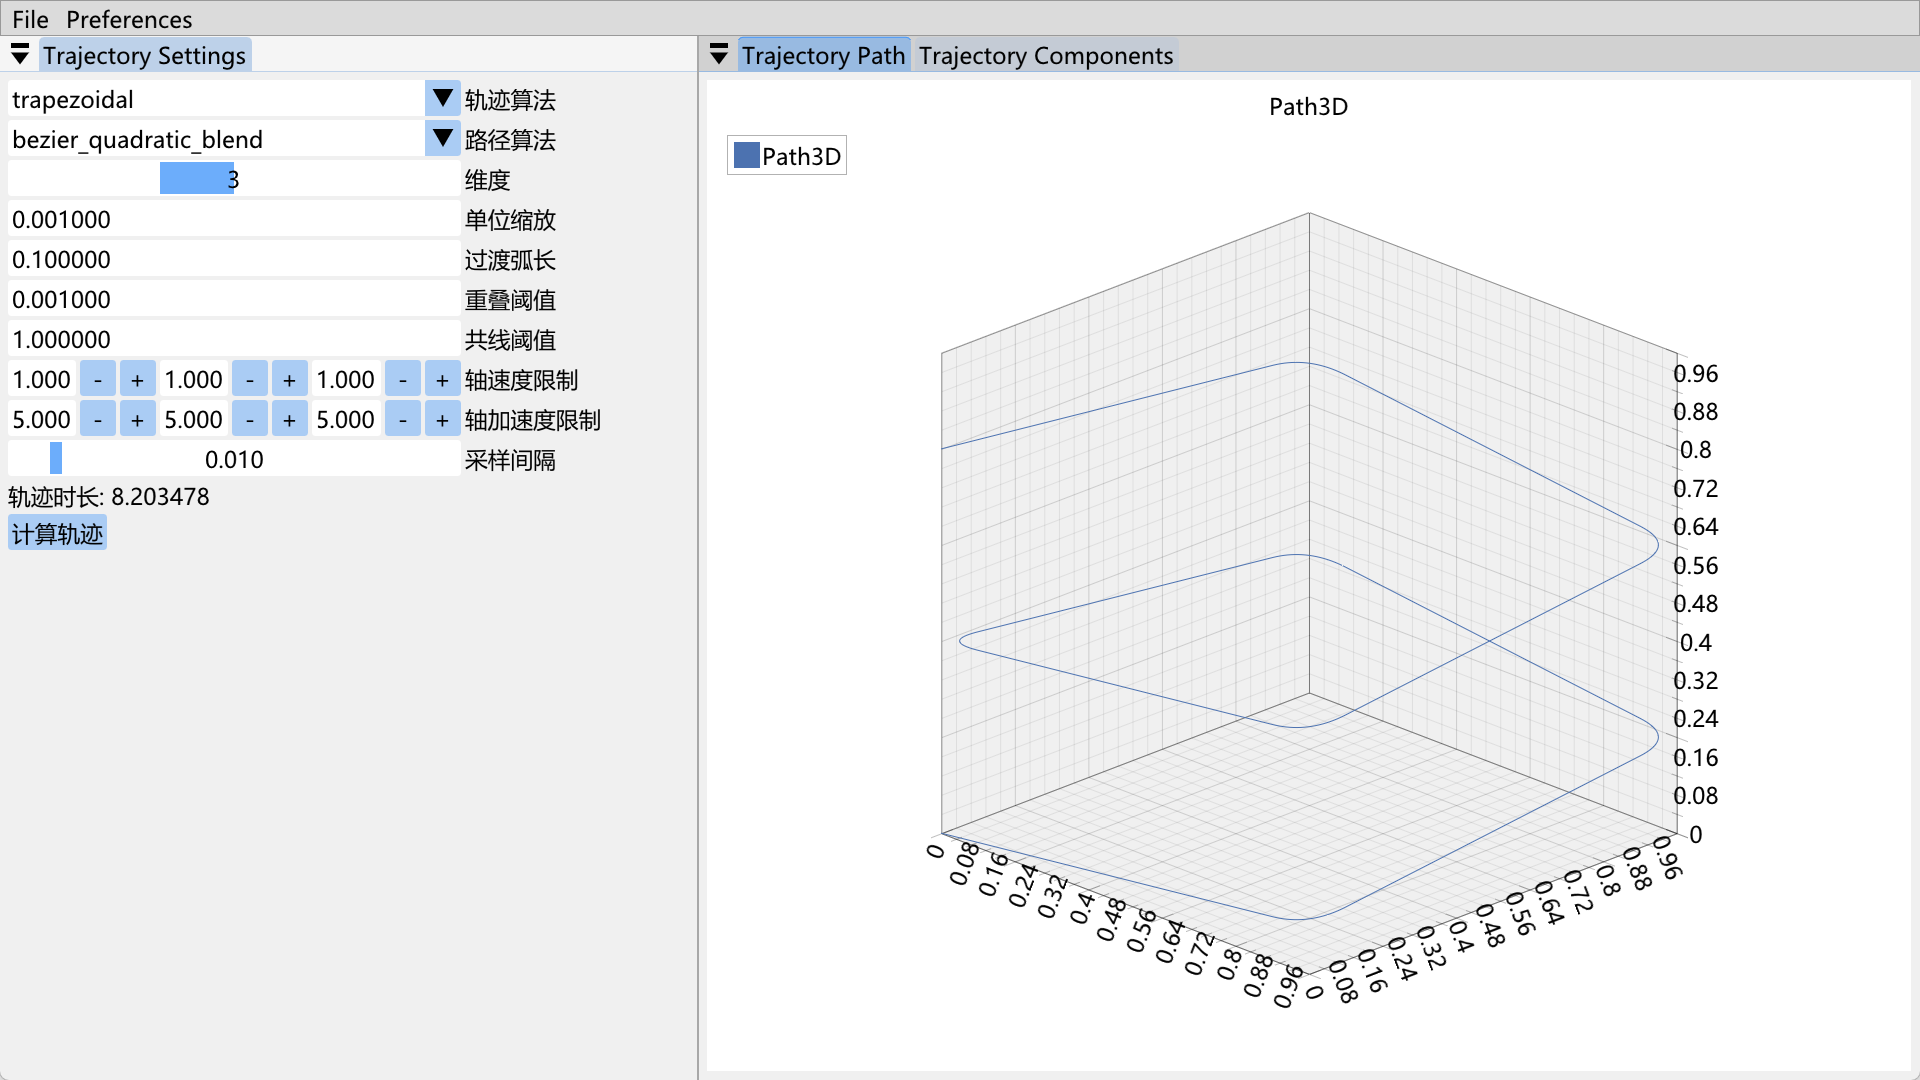 File Preferences
Trajectory Settings
trapezoidal 轨迹算法
bezier_quadratic_blend 路径算法
3 维度
0.001000 单位缩放
0.100000 过渡弧长
0.001000 重叠阈值
1.000000 共线阈值
1.000 - + 1.000 - + 1.000 - + 轴速度限制
5.000 - + 5.000 - + 5.000 - + 轴加速度限制
0.010 采样间隔
轨迹时长: 8.203478
计算轨迹
Trajectory Path Trajectory Components
Path3D
Path3D
0.96
0.88
0.8
0.72
0.64
0.56
0.48
0.4
0.32
0.24
0.16
0.08
0
0 0.08 0.16 0.24 0.32 0.4 0.48 0.56 0.64 0.72 0.8 0.88 0.96
0 0.08 0.16 0.24 0.32 0.4 0.48 0.56 0.64 0.72 0.8 0.88 0.96